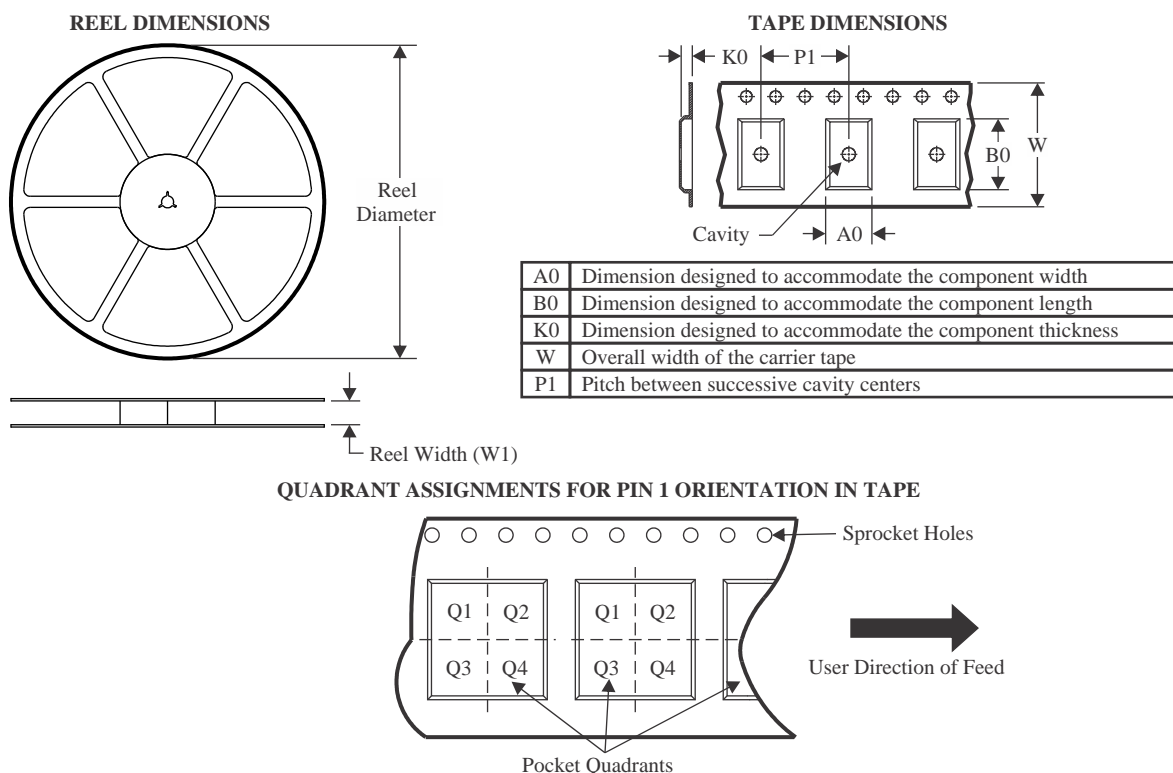 REEL DIMENSIONS
Reel
Diameter
Reel Width (W1)
TAPE DIMENSIONS
K0
P1
B0
W
Cavity
A0
A0 Dimension designed to accommodate the component width
B0 Dimension designed to accommodate the component length
K0 Dimension designed to accommodate the component thickness
W Overall width of the carrier tape
P1 Pitch between successive cavity centers
QUADRANT ASSIGNMENTS FOR PIN 1 ORIENTATION IN TAPE
Sprocket Holes
Q1 Q2 Q1 Q2
Q3 Q4 Q3 Q4
User Direction of Feed
Pocket Quadrants